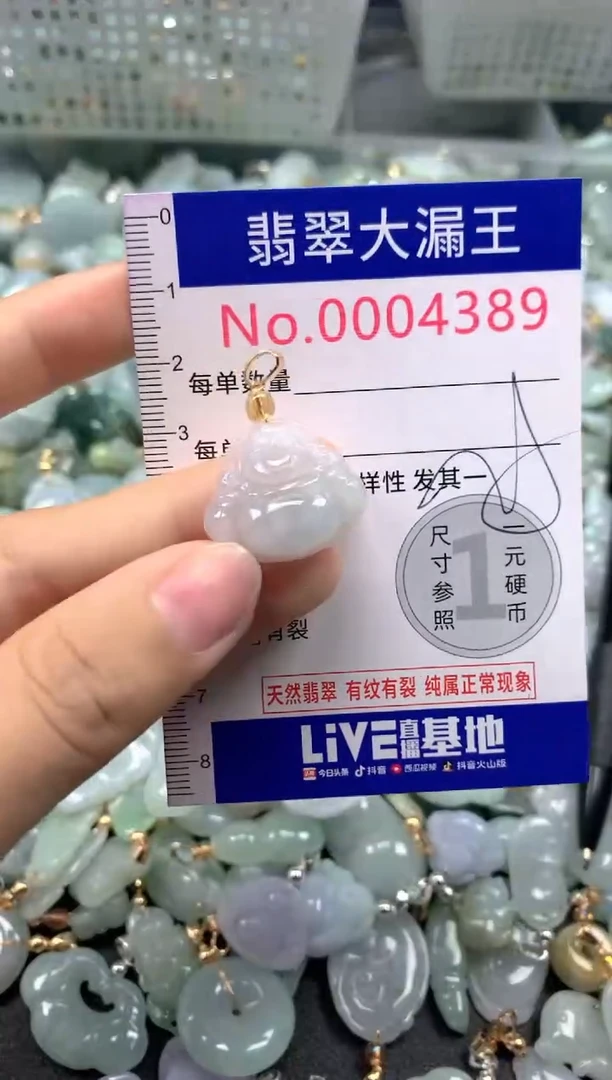 0
翡翠大漏王
1
No.0004389
2
每单数量
3
每单
样性 发其一
尺寸参照
1
一元硬币
有裂
天然翡翠 有纹有裂 纯属正常现象
7
LiVE直播基地
8
今日头条 抖音 西瓜视频 抖音火山版